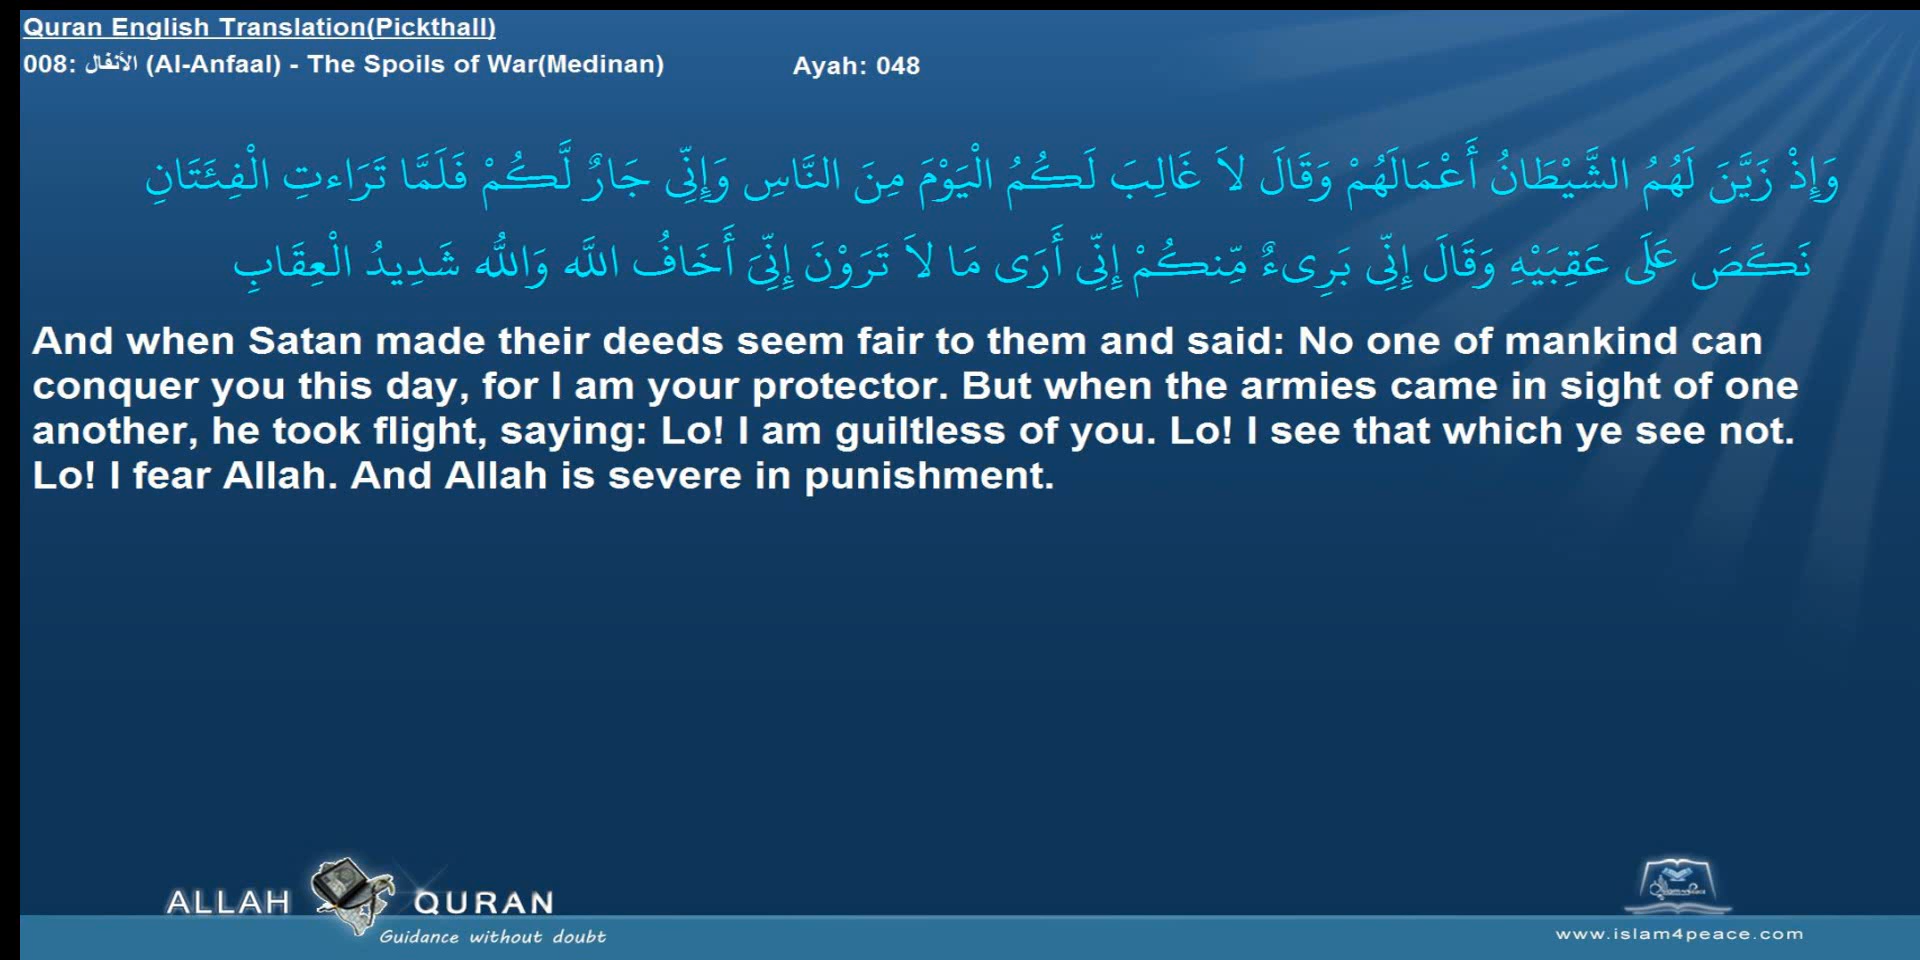 Quran English Translation(Pickthall)
008: الأنفال (Al-Anfaal) - The Spoils of War(Medinan) Ayah: 048
وَإِذْ زَيَّنَ لَهُمُ الشَّيْطَانُ أَعْمَالَهُمْ وَقَالَ لاَ غَالِبَ لَكُمُ الْيَوْمَ مِنَ النَّاسِ وَإِنِّي جَارٌ لَّكُمْ فَلَمَّا تَرَاءتِ الْفِئَتَانِ
نَكَصَ عَلَى عَقِبَيْهِ وَقَالَ إِنِّي بَرِيءٌ مِّنكُمْ إِنِّي أَرَى مَا لاَ تَرَوْنَ إِنِّيَ أَخَافُ اللَّه وَاللَّه شَدِيدُ الْعِقَابِ
And when Satan made their deeds seem fair to them and said: No one of mankind can
conquer you this day, for I am your protector. But when the armies came in sight of one
another, he took flight, saying: Lo! I am guiltless of you. Lo! I see that which ye see not.
Lo! I fear Allah. And Allah is severe in punishment.
ALLAH QURAN
Guidance without doubt
www.islam4peace.com